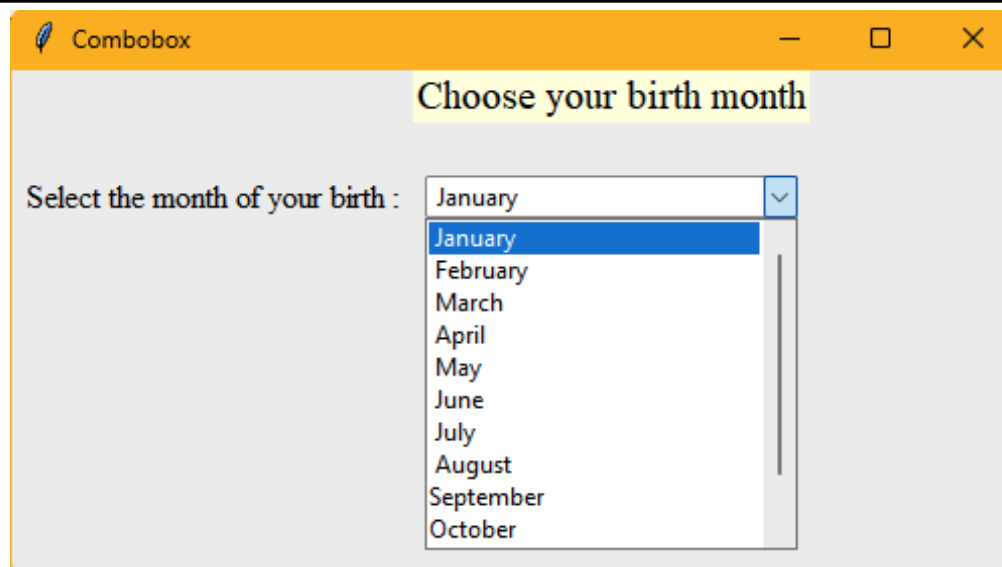 Combobox
Choose your birth month
Select the month of your birth : January
January
February
March
April
May
June
July
August
September
October